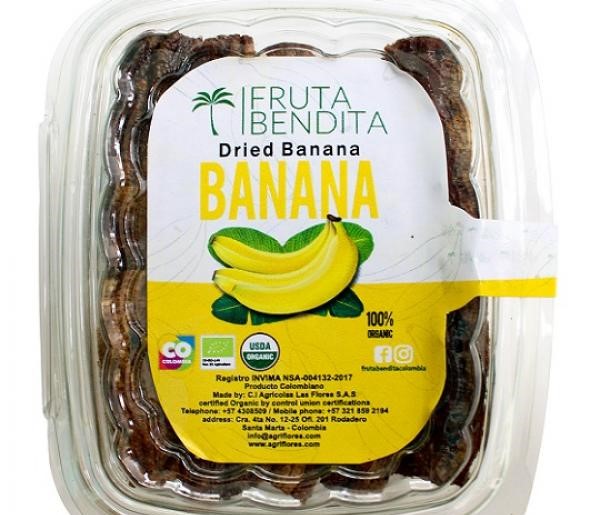 FRUTA
BENDITA
Dried Banana
BANANA
100%
ORGANIC
CO
COLOMBIA
USDA
ORGANIC
frutabenditacolombia
Registro INVIMA NSA-004132-2017
Producto Colombiano
Made by: C.I Agricolas Las Flores S.A.S
certified Organic by control union certifications
Telephone: +57 4308509 / Mobile phone: +57 321 859 2194
address: Cra. 4ta No. 12-25 Ofi. 201 Rodadero
Santa Marta - Colombia
info@agriflores.com
www.agriflores.com